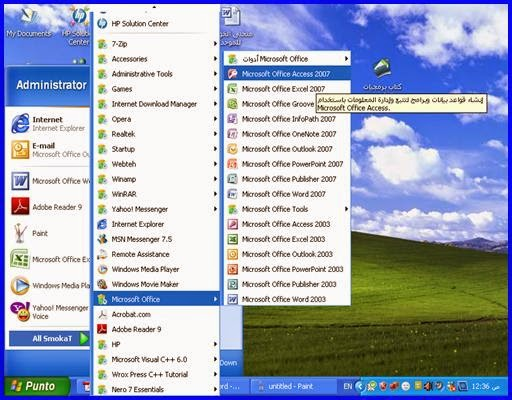 My Documents
HP Solution Center
HP Solution Center
7-Zip
Accessories
Administrative Tools
Games
Internet Download Manager
Opera
Realtek
Startup
Webteh
Winamp
WinRAR
Yahoo! Messenger
Internet Explorer
MSN Messenger 7.5
Remote Assistance
Windows Media Player
Windows Movie Maker
Microsoft Office
Acrobat.com
Adobe Reader 9
HP
Microsoft Visual C++ 6.0
Wrox Press C++ Tutorial
Nero 7 Essentials
أدوات Microsoft Office
Microsoft Office Access 2007
Microsoft Office Excel 2007
Microsoft Office Groove
Microsoft Office InfoPath 2007
Microsoft Office OneNote 2007
Microsoft Office Outlook 2007
Microsoft Office PowerPoint 2007
Microsoft Office Publisher 2007
Microsoft Office Word 2007
Microsoft Office Tools
Microsoft Office Access 2003
Microsoft Office Excel 2003
Microsoft Office Outlook 2003
Microsoft Office PowerPoint 2003
Microsoft Office Publisher 2003
Microsoft Office Word 2003
كتاب برمجيات
إنشاء قواعد بيانات وبرامج لتتبع وإدارة المعلومات باستخدام
Microsoft Office Access.
Administrator
Internet
Internet Explorer
E-mail
Microsoft Office Ou
Microsoft Office W
Adobe Reader 9
Paint
Microsoft Office Ex
Windows Media Play
Yahoo! Messenger
Voice
All SmokaT
Down
Punto
rd - ...
untitled - Paint
EN
12:36 ص